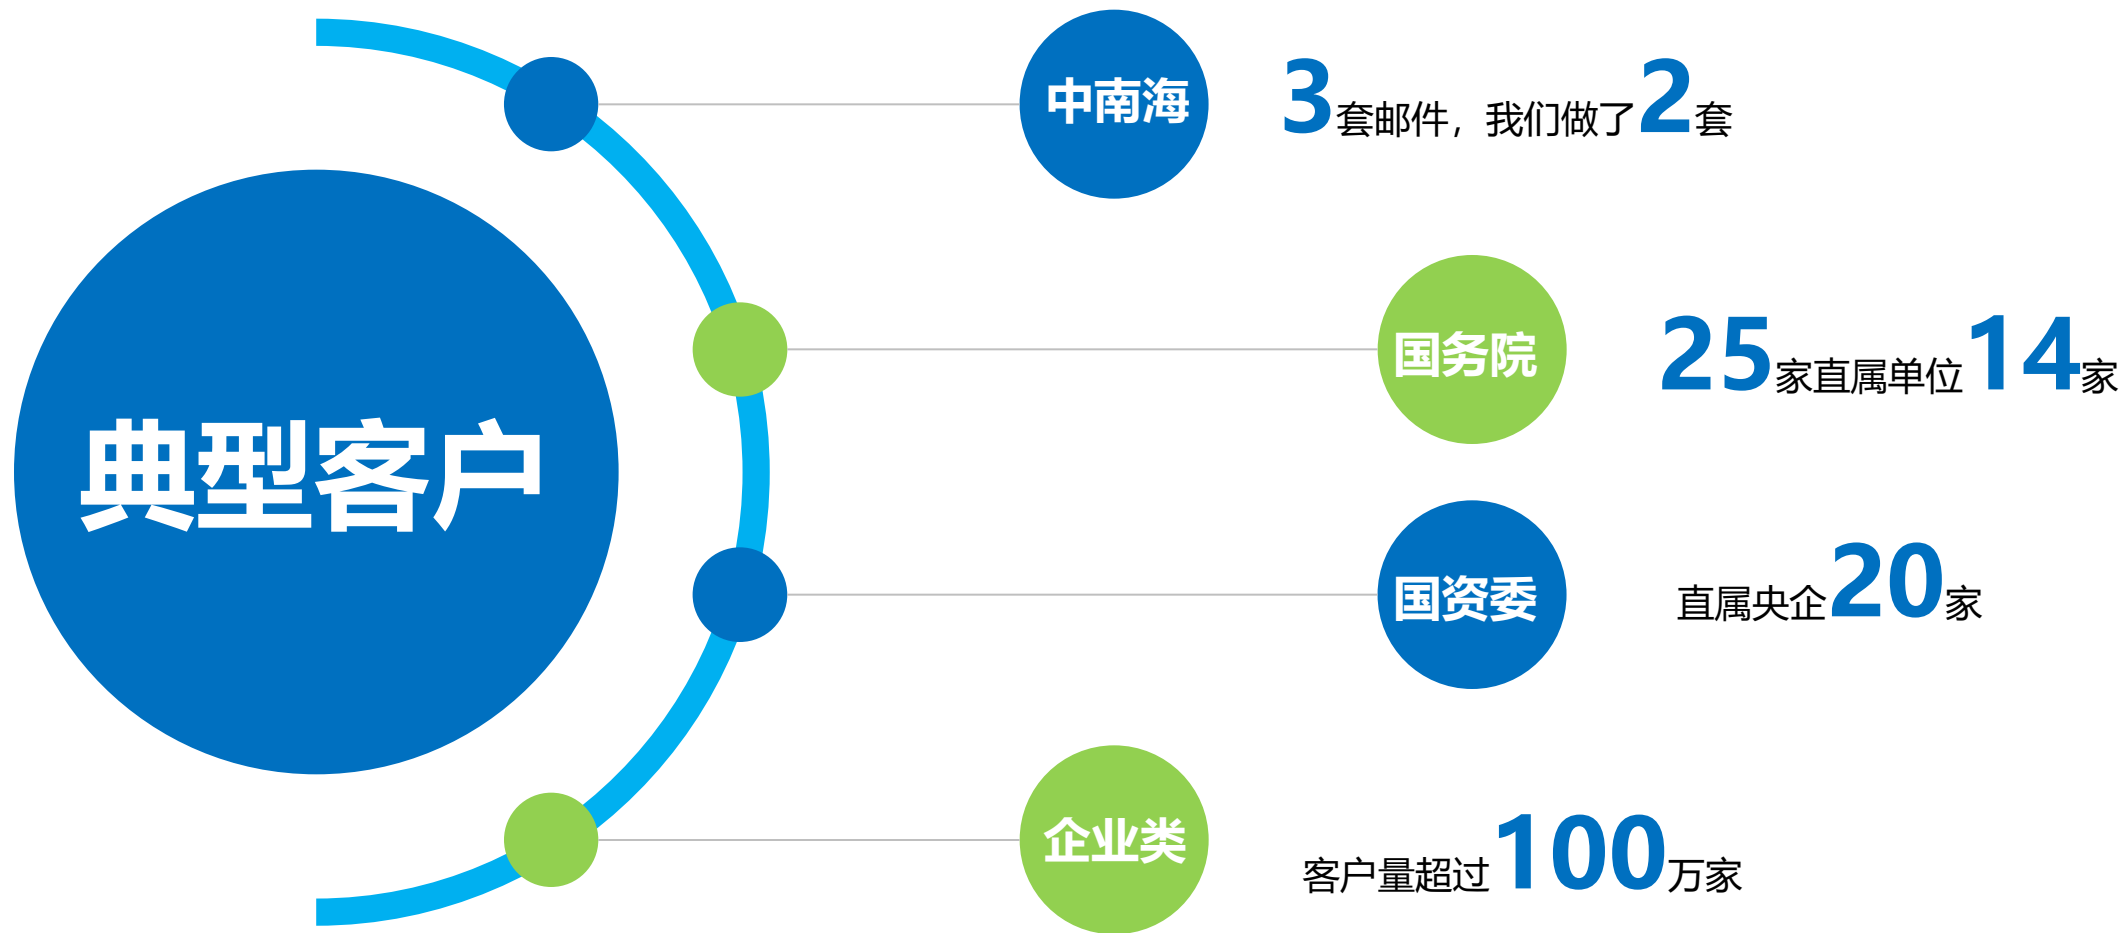 典型客户
中南海
3套邮件，我们做了2套
国务院
25家直属单位14家
国资委
直属央企20家
企业类
客户量超过100万家